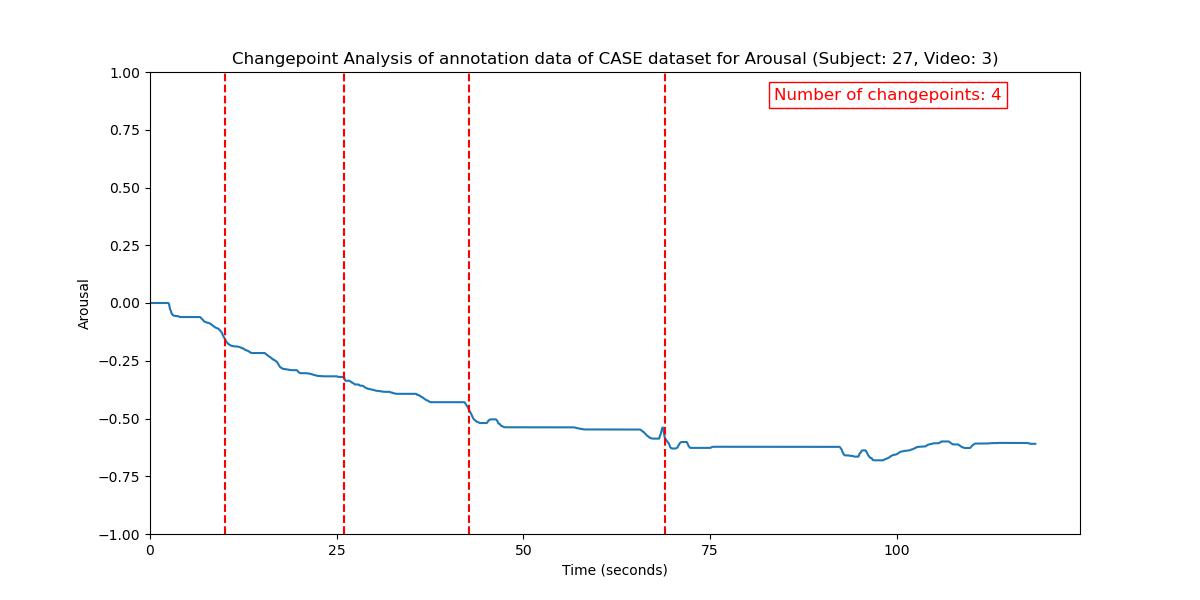 Changepoint Analysis of annotation data of CASE dataset for Arousal (Subject: 27, Video: 3)
Number of changepoints: 4
1.00
0.75
0.50
0.25
0.00
−0.25
−0.50
−0.75
−1.00
Arousal
0 25 50 75 100
Time (seconds)